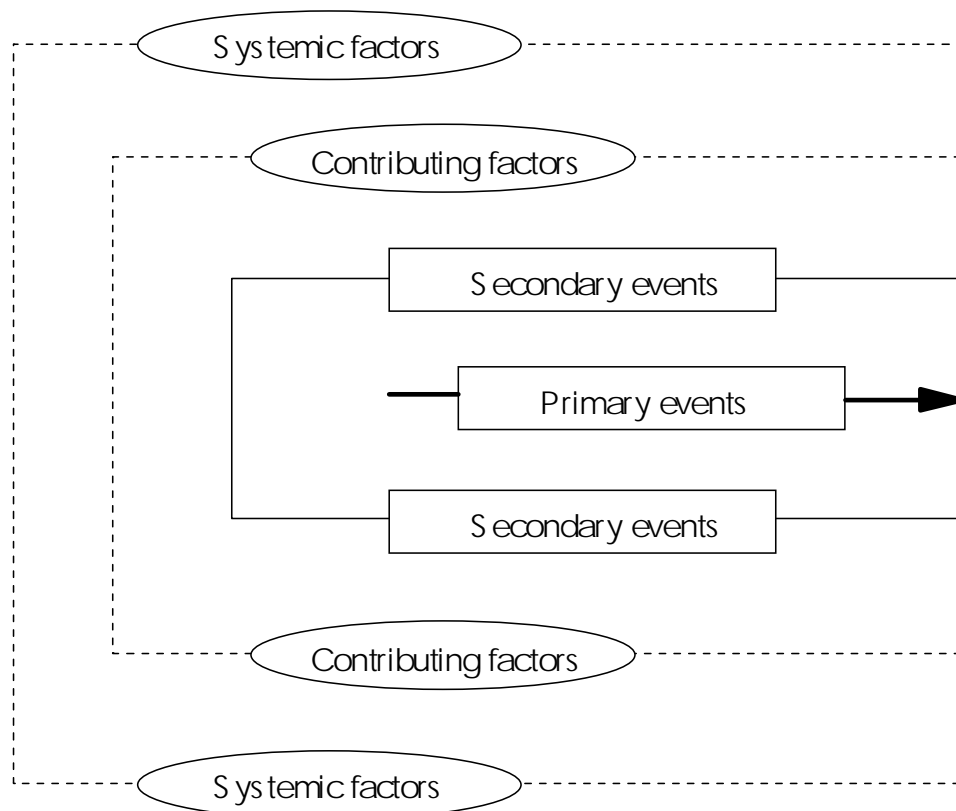 Systemic factors
Contributing factors
Secondary events
Primary events
Secondary events
Contributing factors
Systemic factors